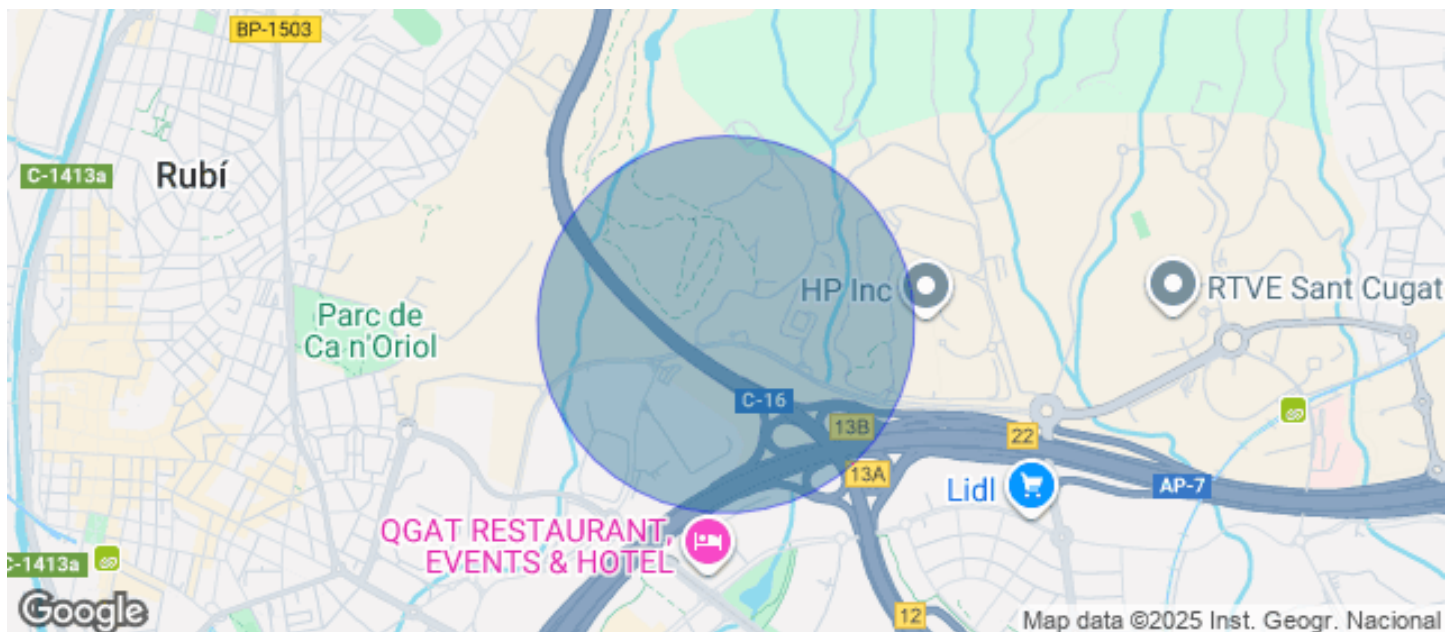 BP-1503
C-1413a
Rubí
Parc de
Ca n'Oriol
HP Inc
RTVE Sant Cugat
C-16
13B
22
13A
Lidl
AP-7
QGAT RESTAURANT,
EVENTS & HOTEL
C-1413a
12
Google
Map data ©2025 Inst. Geogr. Nacional